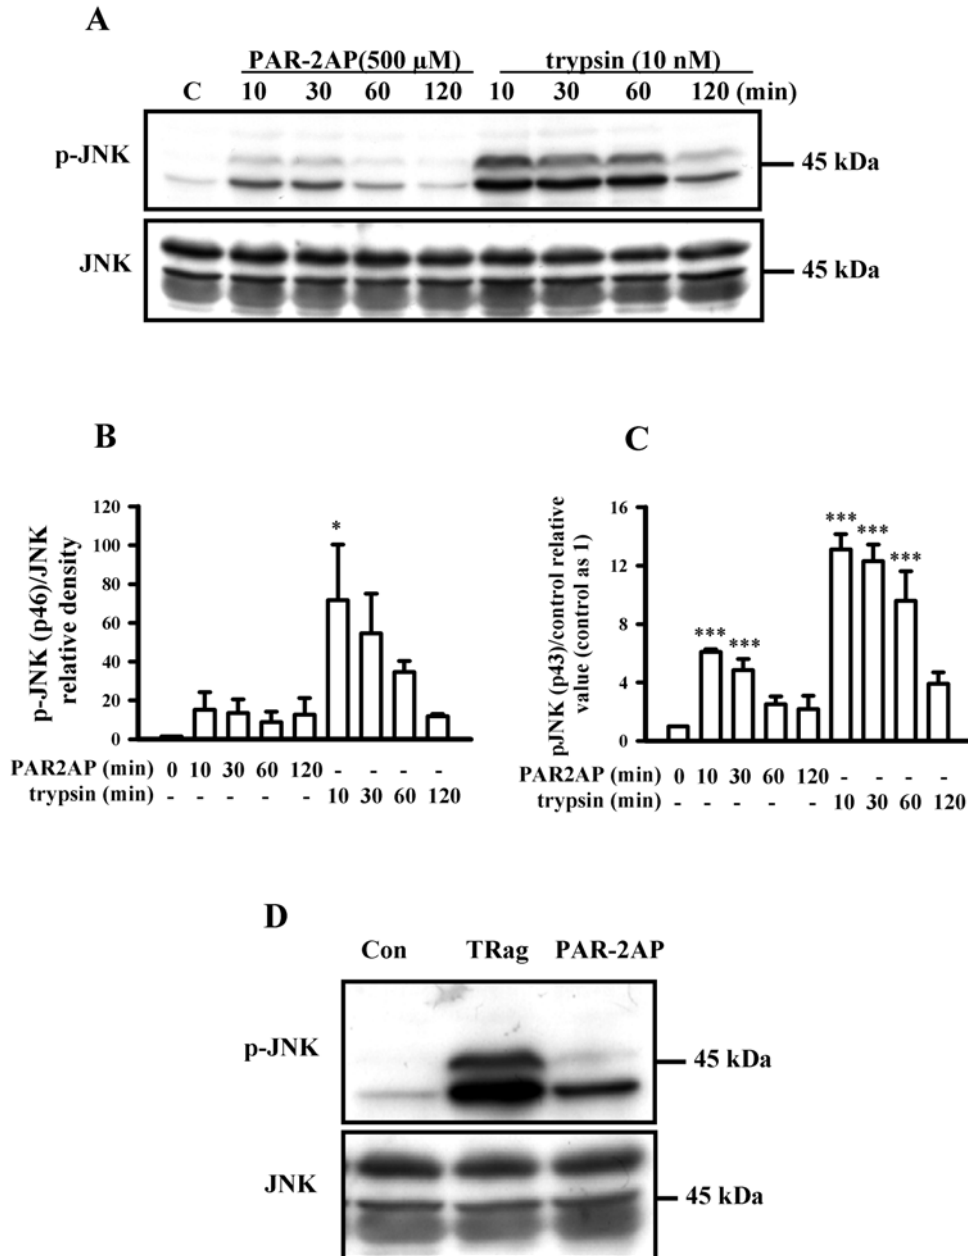 A
PAR-2AP(500 μM) trypsin (10 nM)
C 10 30 60 120 10 30 60 120 (min)
p-JNK 45 kDa
JNK 45 kDa
B
p-JNK (p46)/JNK
relative density
120
100
80
60
40
20
0
*
PAR2AP (min) 0 10 30 60 120 - - - -
trypsin (min) - - - - - 10 30 60 120
C
pJNK (p43)/control relative
value (control as 1)
16
12
8
4
0
*** *** *** *** ***
PAR2AP (min) 0 10 30 60 120 - - - -
trypsin (min) - - - - - 10 30 60 120
D
Con TRag PAR-2AP
p-JNK 45 kDa
JNK 45 kDa